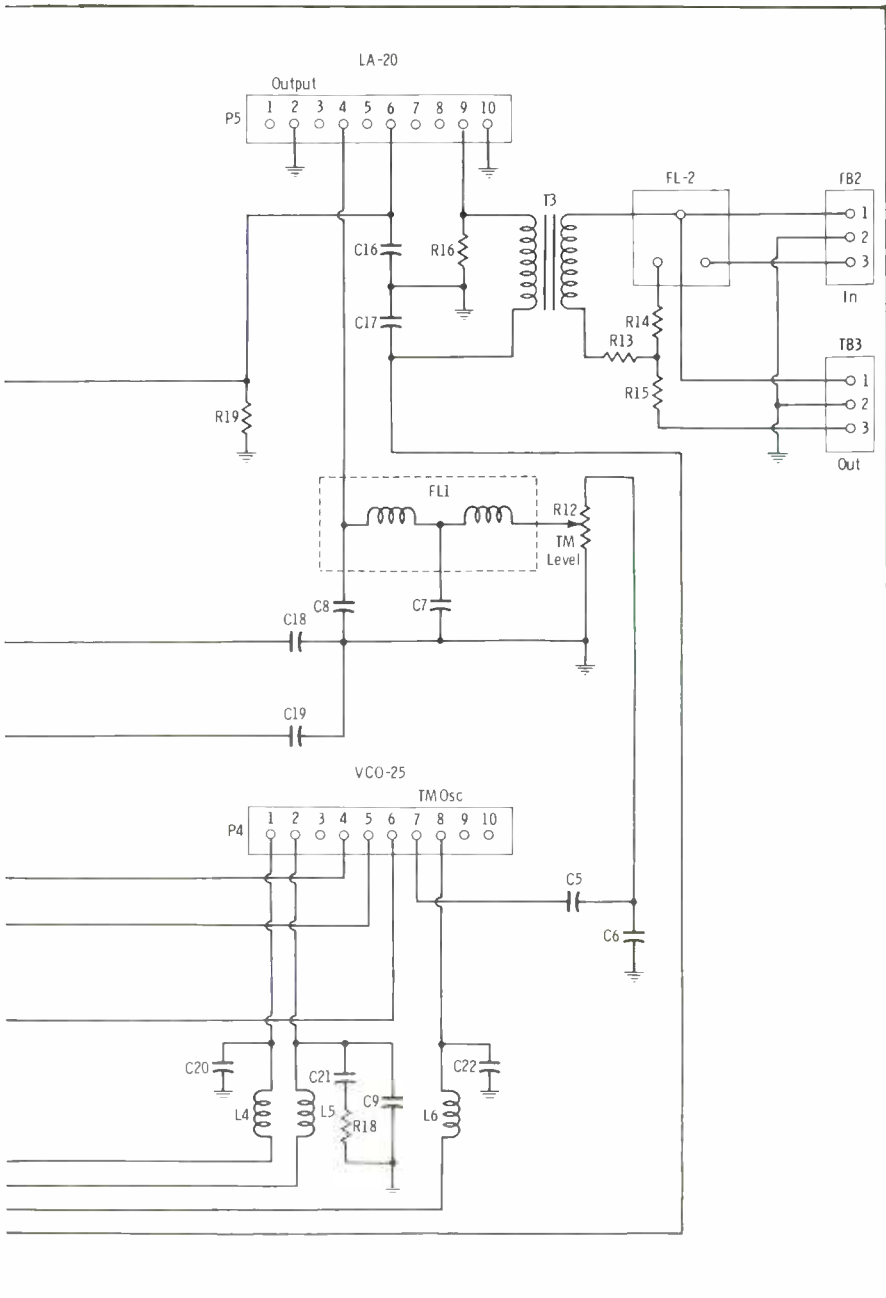 LA-20
Output
P5
1 2 3 4 5 6 7 8 9 10
T3
FL-2
TB2
1
2
3
In
C16
R16
C17
R14
R13
R15
TB3
1
2
3
Out
R19
FL1
R12
TM
Level
C8
C7
C18
C19
VCO-25
TM Osc
P4
1 2 3 4 5 6 7 8 9 10
C5
C6
C20
C21
C9
C22
L4
L5
R18
L6